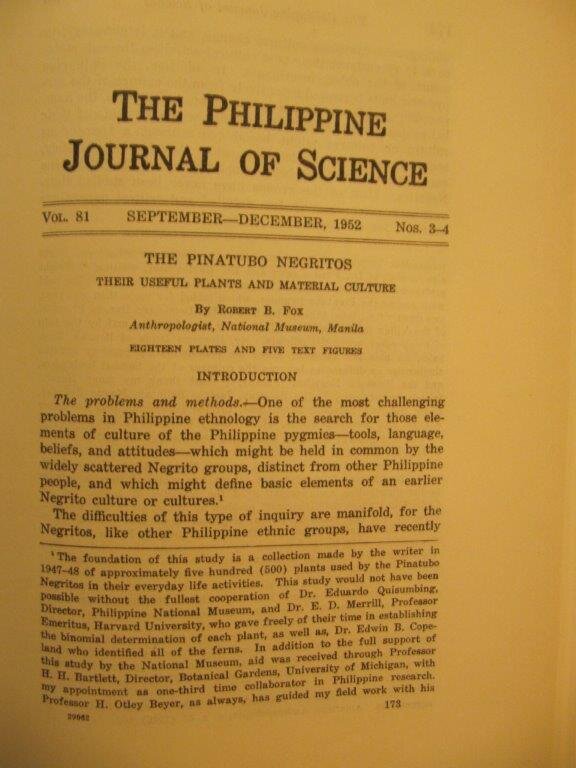 THE PHILIPPINE
JOURNAL OF SCIENCE
VOL. 81 SEPTEMBER—DECEMBER, 1952 Nos. 3-4
THE PINATUBO NEGRITOS
THEIR USEFUL PLANTS AND MATERIAL CULTURE
By ROBERT B. FOX
Anthropologist, National Museum, Manila
EIGHTEEN PLATES AND FIVE TEXT FIGURES
INTRODUCTION
The problems and methods.—One of the most challenging
problems in Philippine ethnology is the search for those ele-
ments of culture of the Philippine pygmies—tools, language,
beliefs, and attitudes—which might be held in common by the
widely scattered Negrito groups, distinct from other Philippine
people, and which might define basic elements of an earlier
Negrito culture or cultures.¹
The difficulties of this type of inquiry are manifold, for the
Negritos, like other Philippine ethnic groups, have recently
¹ The foundation of this study is a collection made by the writer in
1947-48 of approximately five hundred (500) plants used by the Pinatubo
Negritos in their everyday life activities. This study would not have been
possible without the fullest cooperation of Dr. Eduardo Quisumbing,
Director, Philippine National Museum, and Dr. E. D. Merrill, Professor
Emeritus, Harvard University, who gave freely of their time in establishing
the binomial determination of each plant, as well as, Dr. Edwin B. Cope-
land who identified all of the ferns. In addition to the full support of
this study by the National Museum, aid was received through Professor
H. H. Bartlett, Director, Botanical Gardens, University of Michigan, with
my appointment as one-third time collaborator in Philippine research.
Professor H. Otley Beyer, as always, has guided my field work with his
29062 173